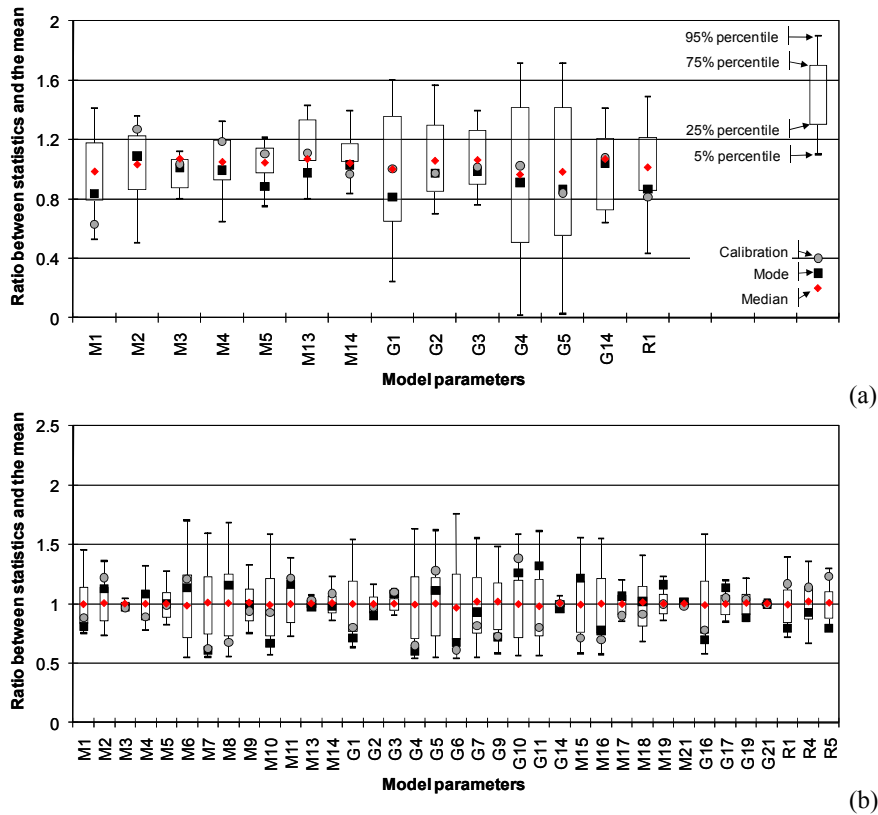 Ratio between statistics and the mean
2
1.6
1.2
0.8
0.4
0
95% percentile
75% percentile
25% percentile
5% percentile
Calibration
Mode
Median
M1 M2 M3 M4 M5 M13 M14 G1 G2 G3 G4 G5 G14 R1
Model parameters
(a)
Ratio between statistics and the mean
2.5
2
1.5
1
0.5
0
M1 M2 M3 M4 M5 M6 M7 M8 M9 M10 M11 M13 M14 G1 G2 G3 G4 G5 G6 G7 G9 G10 G11 G14 M15 M16 M17 M18 M19 M21 G16 G17 G19 G21 R1 R4 R5
Model parameters
(b)